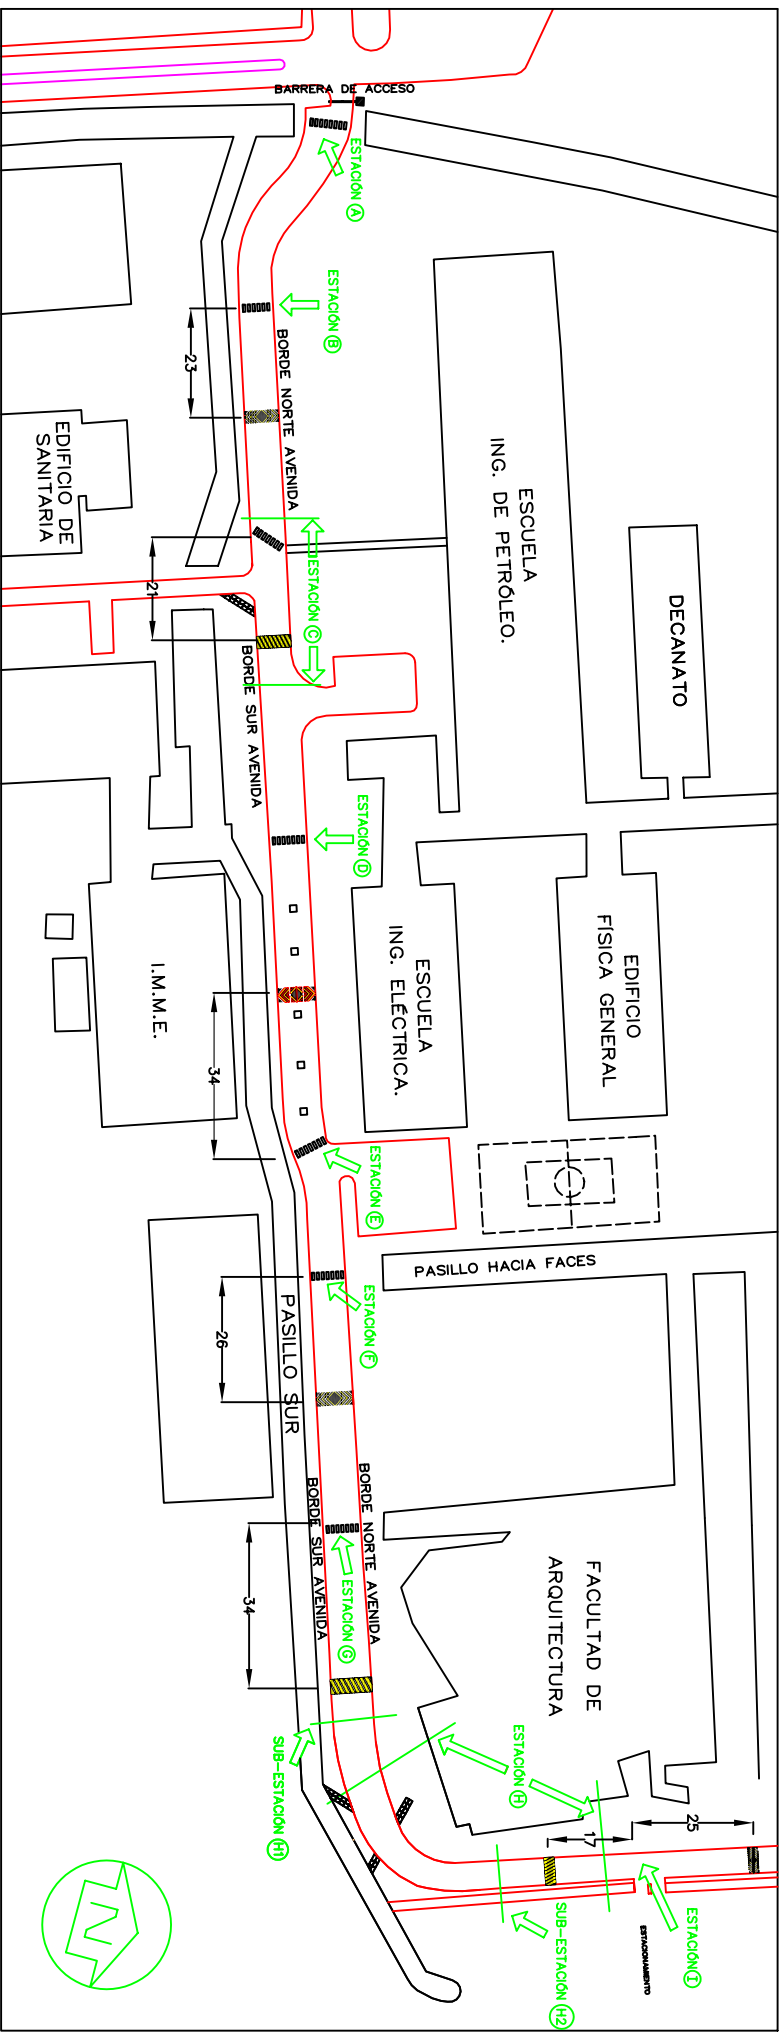 BARRERA DE ACCESO
ESTACIÓN A
ESTACIÓN B
23
BORDE NORTE AVENIDA
EDIFICIO DE
SANITARIA
ESCUELA
ING. DE PETRÓLEO.
DECANATO
ESTACIÓN C
21
BORDE SUR AVENIDA
ESTACIÓN D
I.M.M.E.
ESCUELA
ING. ELÉCTRICA.
EDIFICIO
FÍSICA GENERAL
34
ESTACIÓN E
PASILLO HACIA FACES
ESTACIÓN F
26
PASILLO SUR
BORDE NORTE AVENIDA
BORDE SUR AVENIDA
ESTACIÓN G
34
FACULTAD DE
ARQUITECTURA
ESTACIÓN H
SUB-ESTACIÓN H1
25
17
SUB-ESTACIÓN H2
ESTACIÓN I
ESTACIONAMIENTO
N